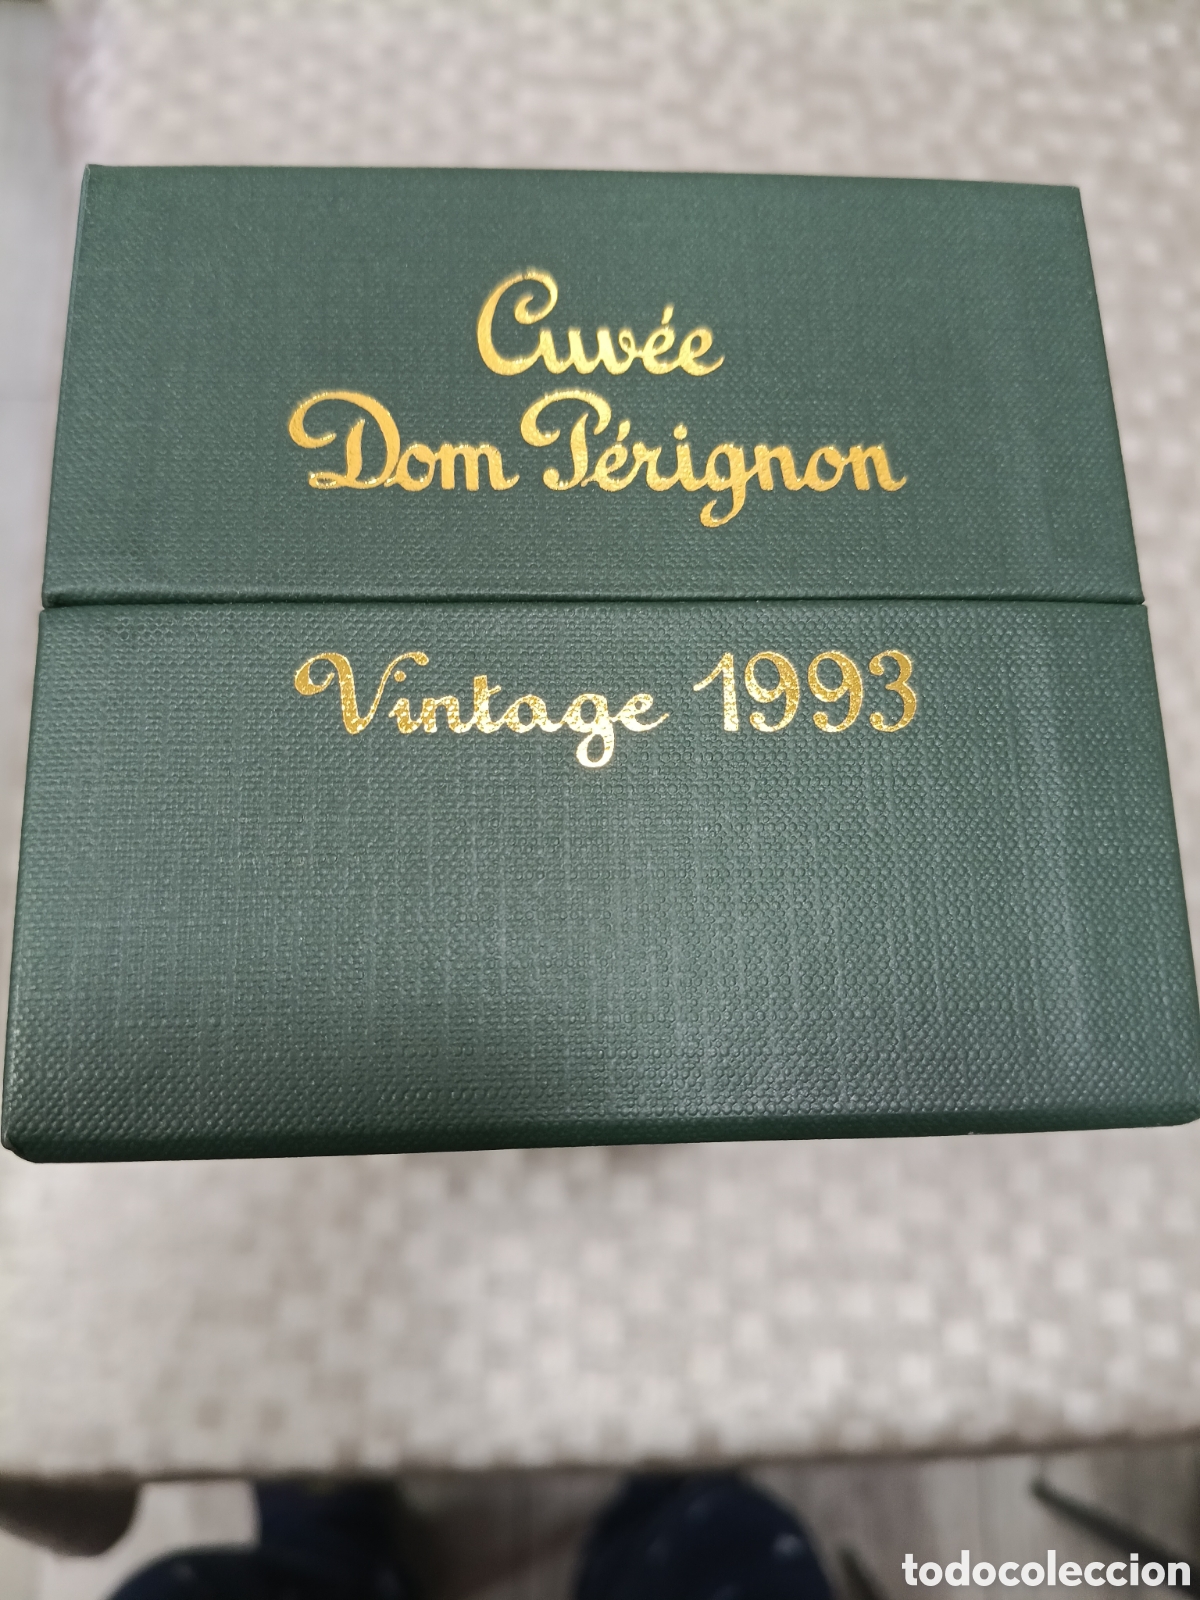 Cuvée
Dom Pérignon
Vintage 1993
todocoleccion